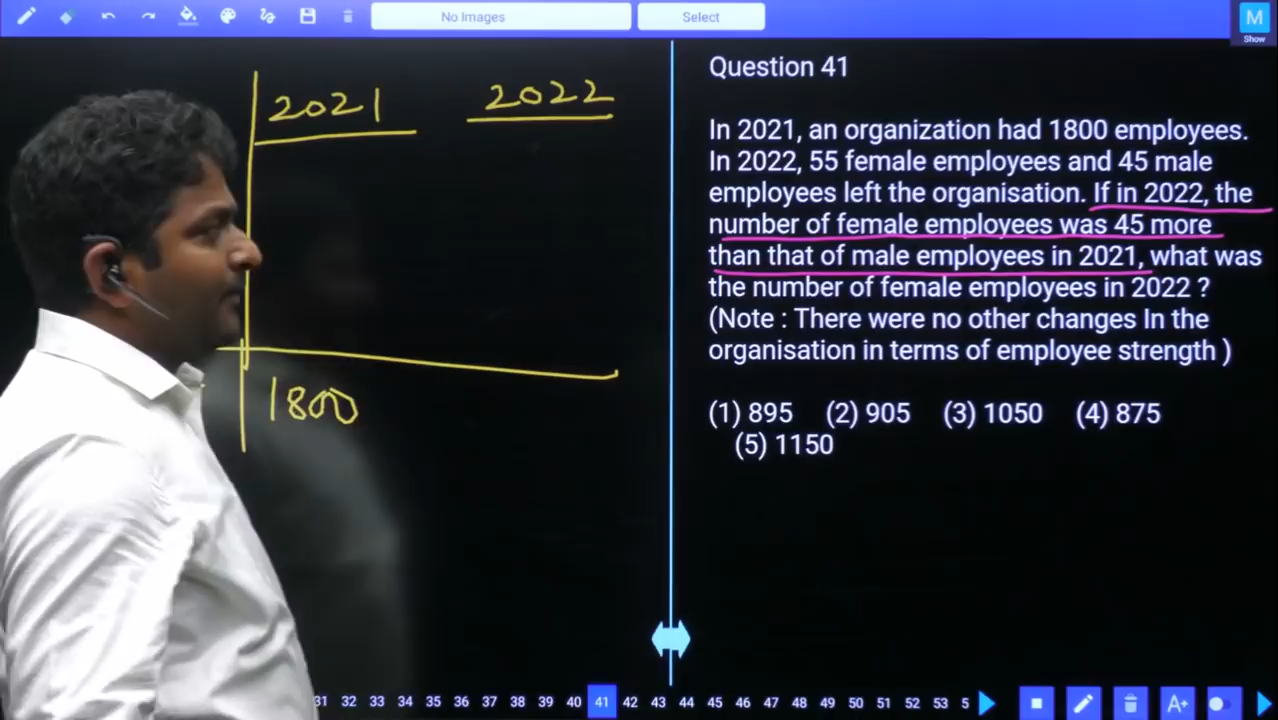 No Images
Select
M
Show
2021 2022
1800
Question 41
In 2021, an organization had 1800 employees.
In 2022, 55 female employees and 45 male
employees left the organisation. If in 2022, the
number of female employees was 45 more
than that of male employees in 2021, what was
the number of female employees in 2022 ?
(Note : There were no other changes In the
organisation in terms of employee strength )
(1) 895 (2) 905 (3) 1050 (4) 875
(5) 1150
31 32 33 34 35 36 37 38 39 40 41 42 43 44 45 46 47 48 49 50 51 52 53 5
A+